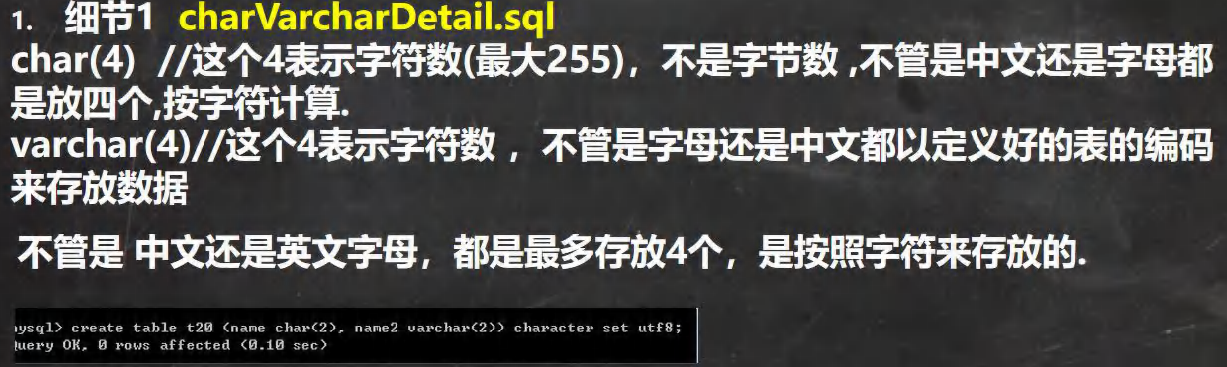 1. 细节1 charVarcharDetail.sql
char(4) //这个4表示字符数(最大255)，不是字节数 ,不管是中文还是字母都
是放四个,按字符计算.
varchar(4)//这个4表示字符数 ，不管是字母还是中文都以定义好的表的编码
来存放数据
不管是 中文还是英文字母，都是最多存放4个，是按照字符来存放的.
mysql> create table t20 (name char(2), name2 varchar(2)) character set utf8;
Query OK, 0 rows affected (0.10 sec)